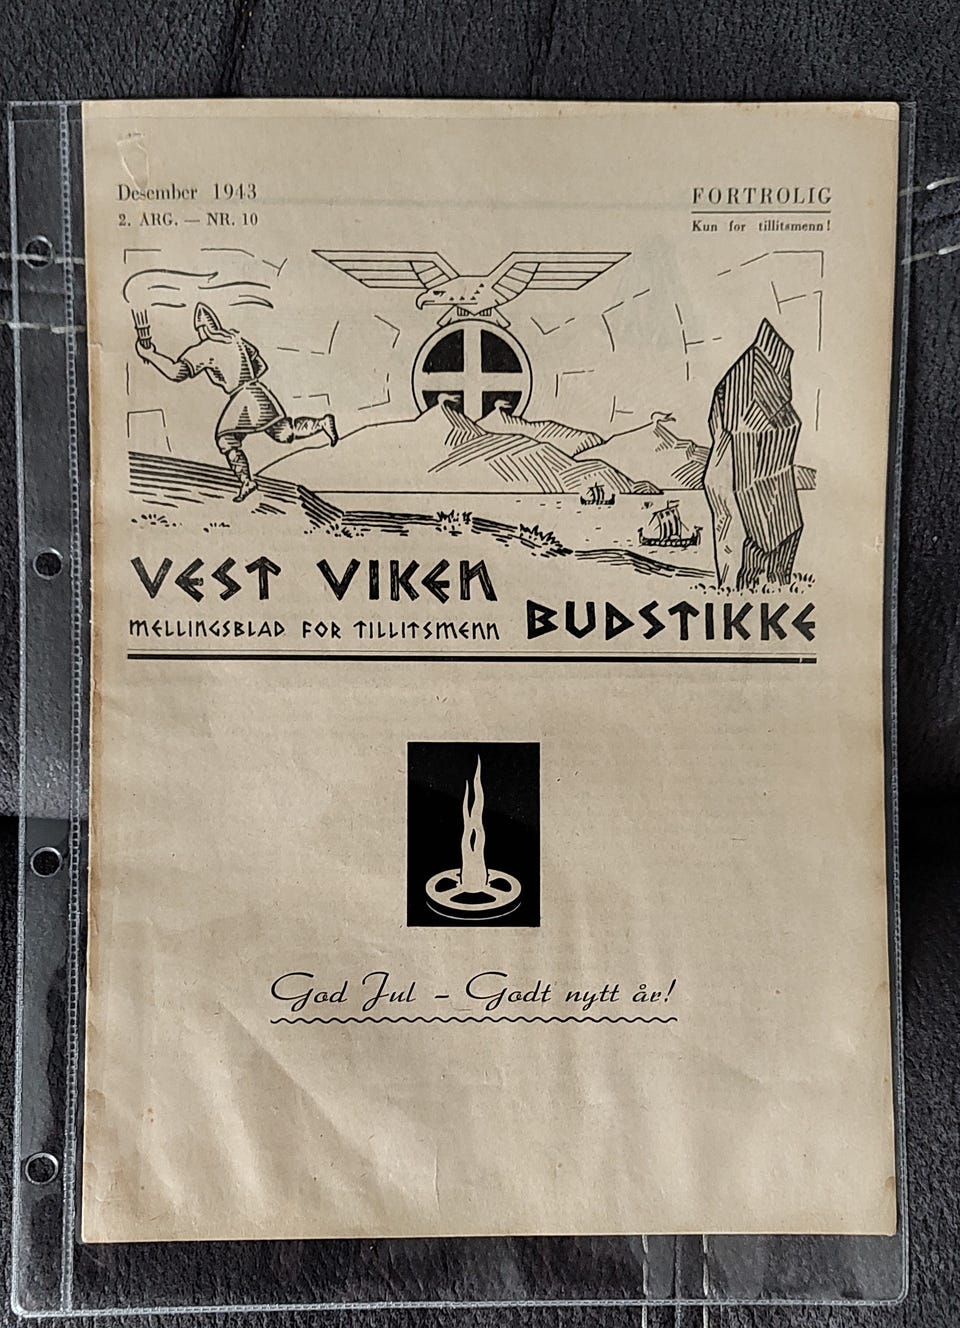 Desember 1943
2. ÅRG. — NR. 10
FORTROLIG
Kun for tillitsmenn!
VEST VIKEN
BUDSTIKKE
MELLINGSBLAD FOR TILLITSMENN
God Jul – Godt nytt år!